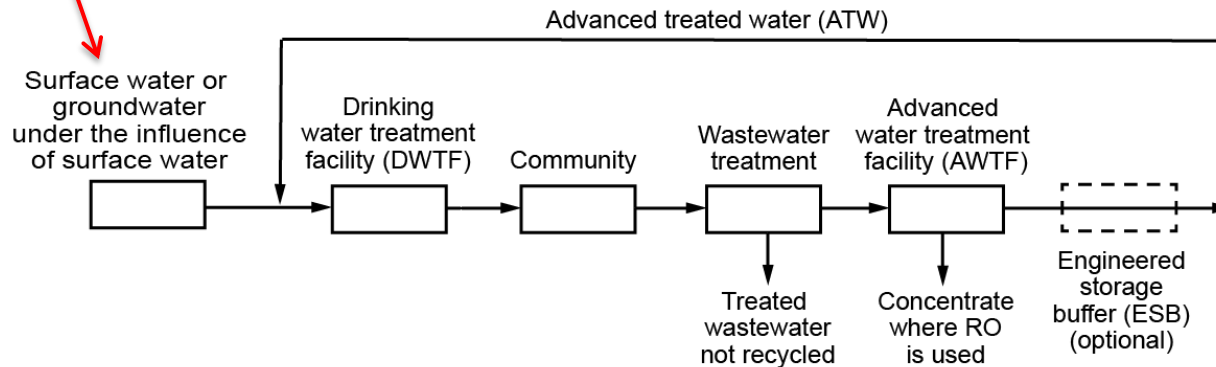 Advanced treated water (ATW)
Surface water or
groundwater
under the influence
of surface water
Drinking
water treatment
facility (DWTF)
Community
Wastewater
treatment
Advanced
water treatment
facility (AWTF)
Treated
wastewater
not recycled
Concentrate
where RO
is used
Engineered
storage
buffer (ESB)
(optional)